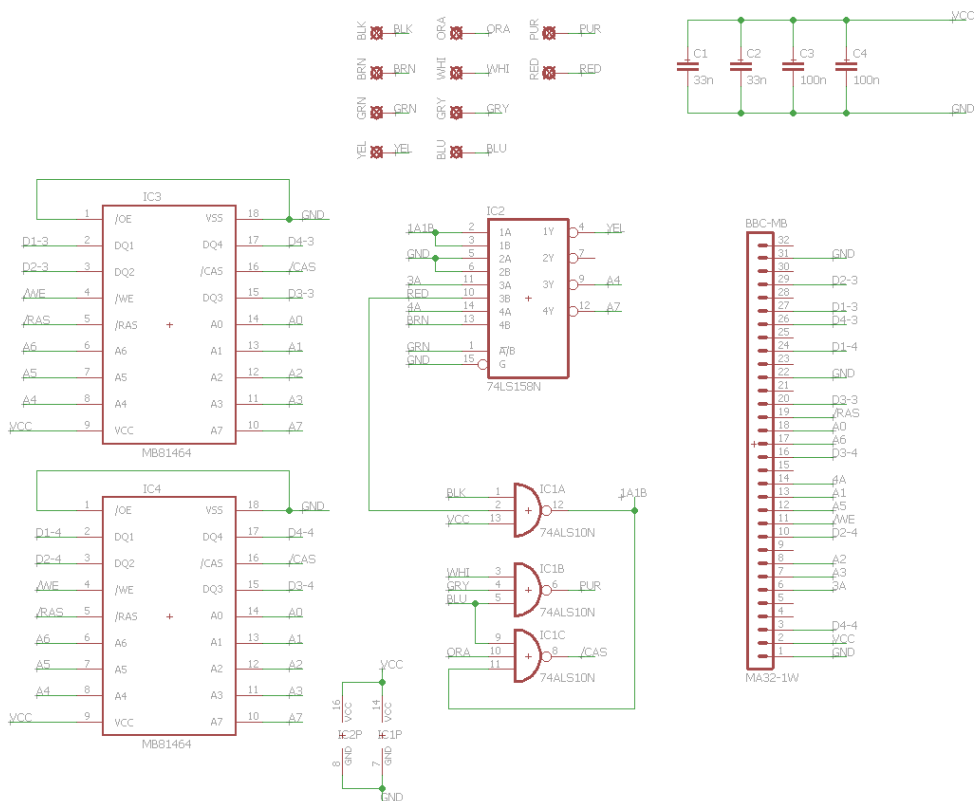 BLK BLK ORA ORA PUR PUR
BRN BRN WHI WHI RED RED
GRN GRN GRY GRY
YEL YEL BLU BLU
VCC
C1 C2 C3 C4
33n 33n 100n 100n
GND
IC3
1 /OE VSS 18 GND
D1-3 2 DQ1 DQ4 17 D4-3
D2-3 3 DQ2 /CAS 16 /CAS
/WE 4 /WE DQ3 15 D3-3
/RAS 5 /RAS A0 14 A0
A6 6 A6 A1 13 A1
A5 7 A5 A2 12 A2
A4 8 A4 A3 11 A3
VCC 9 VCC A7 10 A7
MB81464
IC4
1 /OE VSS 18 GND
D1-4 2 DQ1 DQ4 17 D4-4
D2-4 3 DQ2 /CAS 16 /CAS
/WE 4 /WE DQ3 15 D3-4
/RAS 5 /RAS A0 14 A0
A6 6 A6 A1 13 A1
A5 7 A5 A2 12 A2
A4 8 A4 A3 11 A3
VCC 9 VCC A7 10 A7
MB81464
IC2
1A1B 2 1A 1Y 4 YEL
3 1B
GND 5 2A 2Y 7
6 2B
3A 11 3A 3Y 9 A4
RED 10 3B
4A 14 4A 4Y 12 A7
BRN 13 4B
GRN 1 A/B
GND 15 G
74LS158N
IC1A
BLK 1
2 12 1A1B
VCC 13
74ALS10N
IC1B
WHI 3
GRY 4 6 PUR
BLU 5
74ALS10N
IC1C
9
ORA 10 8 /CAS
11
74ALS10N
VCC
16 VCC 14 VCC
IC2P IC1P
8 GND 7 GND
GND
BBC-MB
32
31 GND
30
29 D2-3
28
27 D1-3
26 D4-3
25
24 D1-4
23
22 GND
21
20 D3-3
19 /RAS
18 A0
17 A6
16 D3-4
15
14 4A
13 A1
12 A5
11 /WE
10 D2-4
9
8 A2
7 A3
6 3A
5
4
3 D4-4
2 VCC
1 GND
MA32-1W